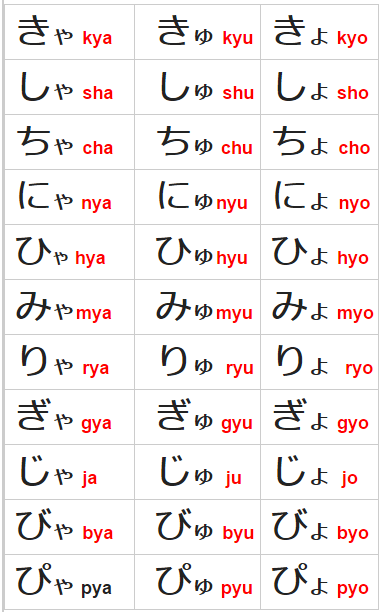 きゃ kya きゅ kyu きょ kyo
しゃ sha しゅ shu しょ sho
ちゃ cha ちゅ chu ちょ cho
にゃ nya にゅ nyu にょ nyo
ひゃ hya ひゅ hyu ひょ hyo
みゃ mya みゅ myu みょ myo
りゃ rya りゅ ryu りょ ryo
ぎゃ gya ぎゅ gyu ぎょ gyo
じゃ ja じゅ ju じょ jo
びゃ bya びゅ byu びょ byo
ぴゃ pya ぴゅ pyu ぴょ pyo